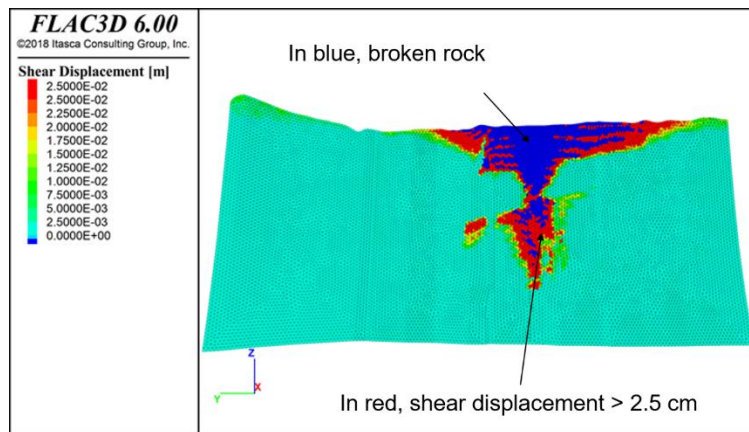 FLAC3D 6.00
©2018 Itasca Consulting Group, Inc.
Shear Displacement [m]
2.5000E-02
2.5000E-02
2.2500E-02
2.0000E-02
1.7500E-02
1.5000E-02
1.2500E-02
1.0000E-02
7.5000E-03
5.0000E-03
2.5000E-03
0.0000E+00
In blue, broken rock
In red, shear displacement > 2.5 cm
Z
Y
X